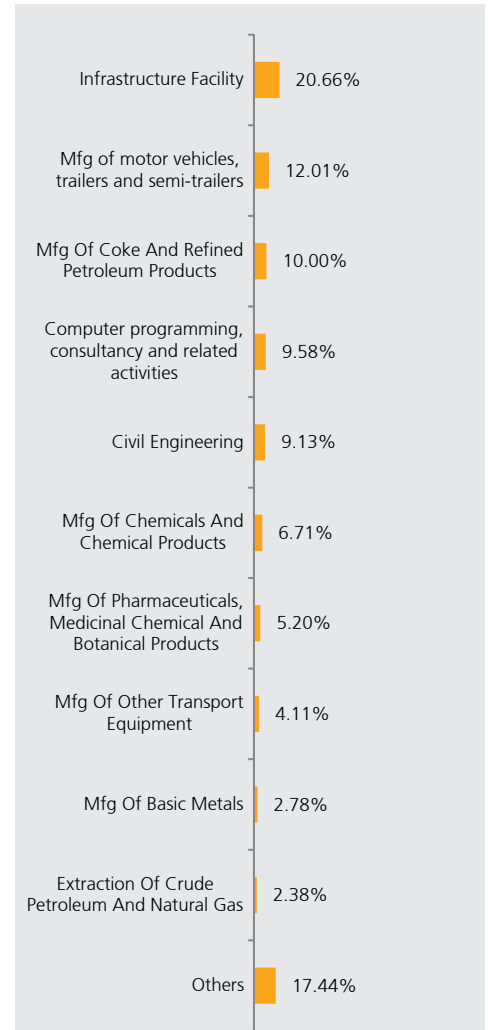 Infrastructure Facility 20.66%
Mfg of motor vehicles,
trailers and semi-trailers 12.01%
Mfg Of Coke And Refined
Petroleum Products 10.00%
Computer programming,
consultancy and related
activities 9.58%
Civil Engineering 9.13%
Mfg Of Chemicals And
Chemical Products 6.71%
Mfg Of Pharmaceuticals,
Medicinal Chemical And
Botanical Products 5.20%
Mfg Of Other Transport
Equipment 4.11%
Mfg Of Basic Metals 2.78%
Extraction Of Crude
Petroleum And Natural Gas 2.38%
Others 17.44%